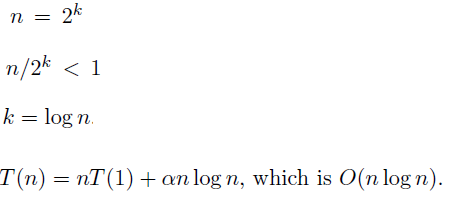 n = 2^k
n/2^k < 1
k = log n.
T(n) = nT(1) + αn log n, which is O(n log n).